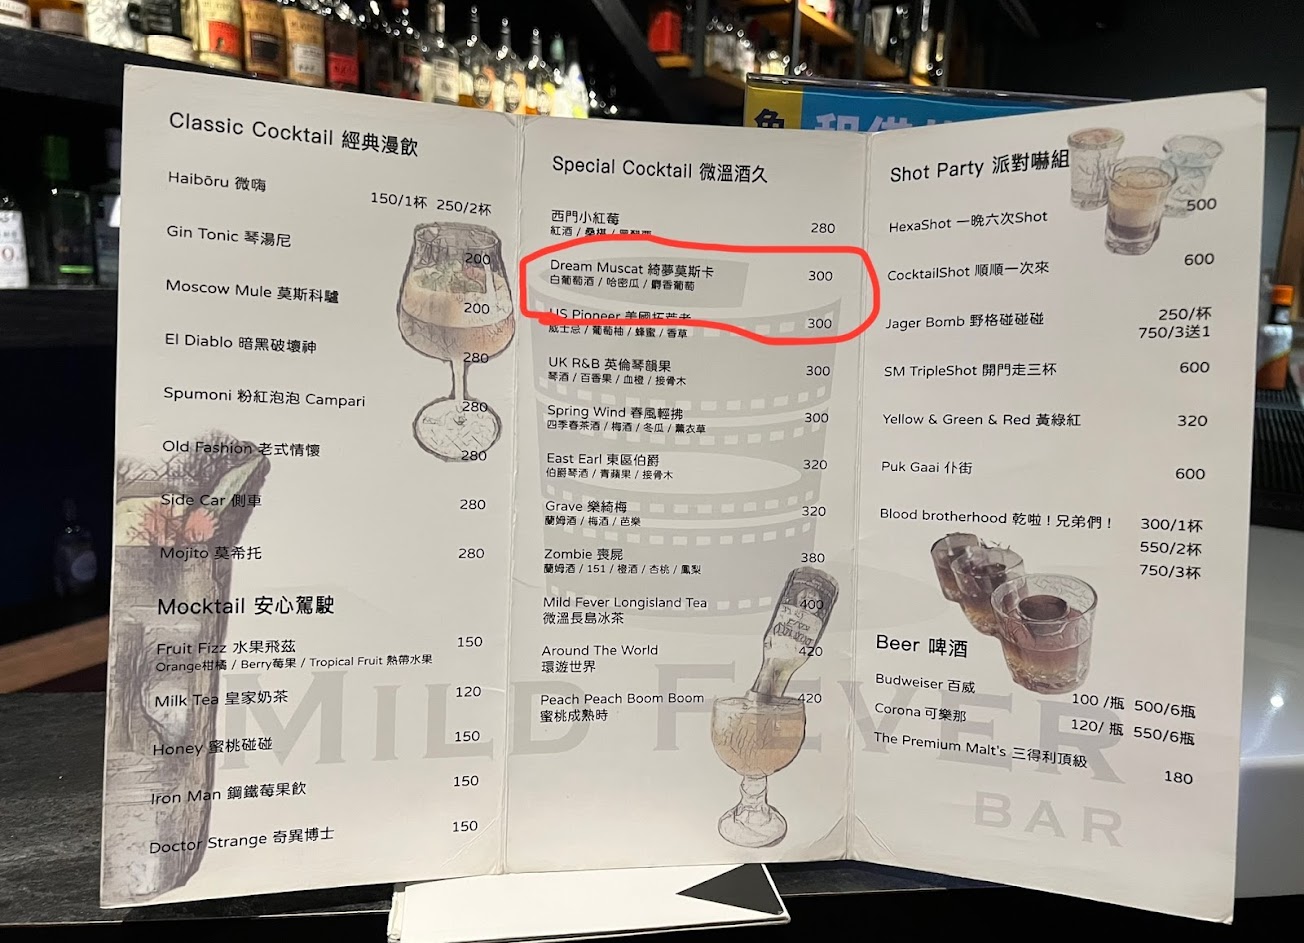 Classic Cocktail 經典漫飲
Haibōru 微嗨 150/1杯 250/2杯
Gin Tonic 琴湯尼 200
Moscow Mule 莫斯科驢 200
El Diablo 暗黑破壞神 280
Spumoni 粉紅泡泡 Campari 280
Old Fashion 老式情懷 280
Side Car 側車 280
Mojito 莫希托 280
Mocktail 安心駕駛
Fruit Fizz 水果飛茲 150
Orange柑橘 / Berry莓果 / Tropical Fruit 熱帶水果
Milk Tea 皇家奶茶 120
Honey 蜜桃碰碰 150
Iron Man 鋼鐵莓果飲 150
Doctor Strange 奇異博士 150
Special Cocktail 微溫酒久
西門小紅莓 280
紅酒 / 桑椹 /
Dream Muscat 綺夢莫斯卡 300
白葡萄酒 / 哈密瓜 / 麝香葡萄
US Pioneer 美國拓荒者 300
威士忌 / 葡萄柚 / 蜂蜜 / 香草
UK R&B 英倫琴韻果 300
琴酒 / 百香果 / 血橙 / 接骨木
Spring Wind 春風輕拂 300
四季春茶酒 / 梅酒 / 冬瓜 / 薰衣草
East Earl 東區伯爵 320
伯爵琴酒 / 青蘋果 / 接骨木
Grave 樂綺梅 320
蘭姆酒 / 梅酒 / 芭樂
Zombie 喪屍 380
蘭姆酒 / 151 / 橙酒 / 杏桃 / 鳳梨
Mild Fever Longisland Tea 400
微溫長島冰茶
Around The World 420
環遊世界
Peach Peach Boom Boom 420
蜜桃成熟時
Shot Party 派對嚇組
HexaShot 一晚六次Shot 500
CocktailShot 順順一次來 600
Jager Bomb 野格碰碰碰 250/杯
750/3送1
SM TripleShot 開門走三杯 600
Yellow & Green & Red 黃綠紅 320
Puk Gaai 仆街 600
Blood brotherhood 乾啦！兄弟們！ 300/1杯
550/2杯
750/3杯
Beer 啤酒
Budweiser 百威 100 /瓶 500/6瓶
Corona 可樂那 120/ 瓶 550/6瓶
The Premium Malt's 三得利頂級 180
MILD FEVER
BAR